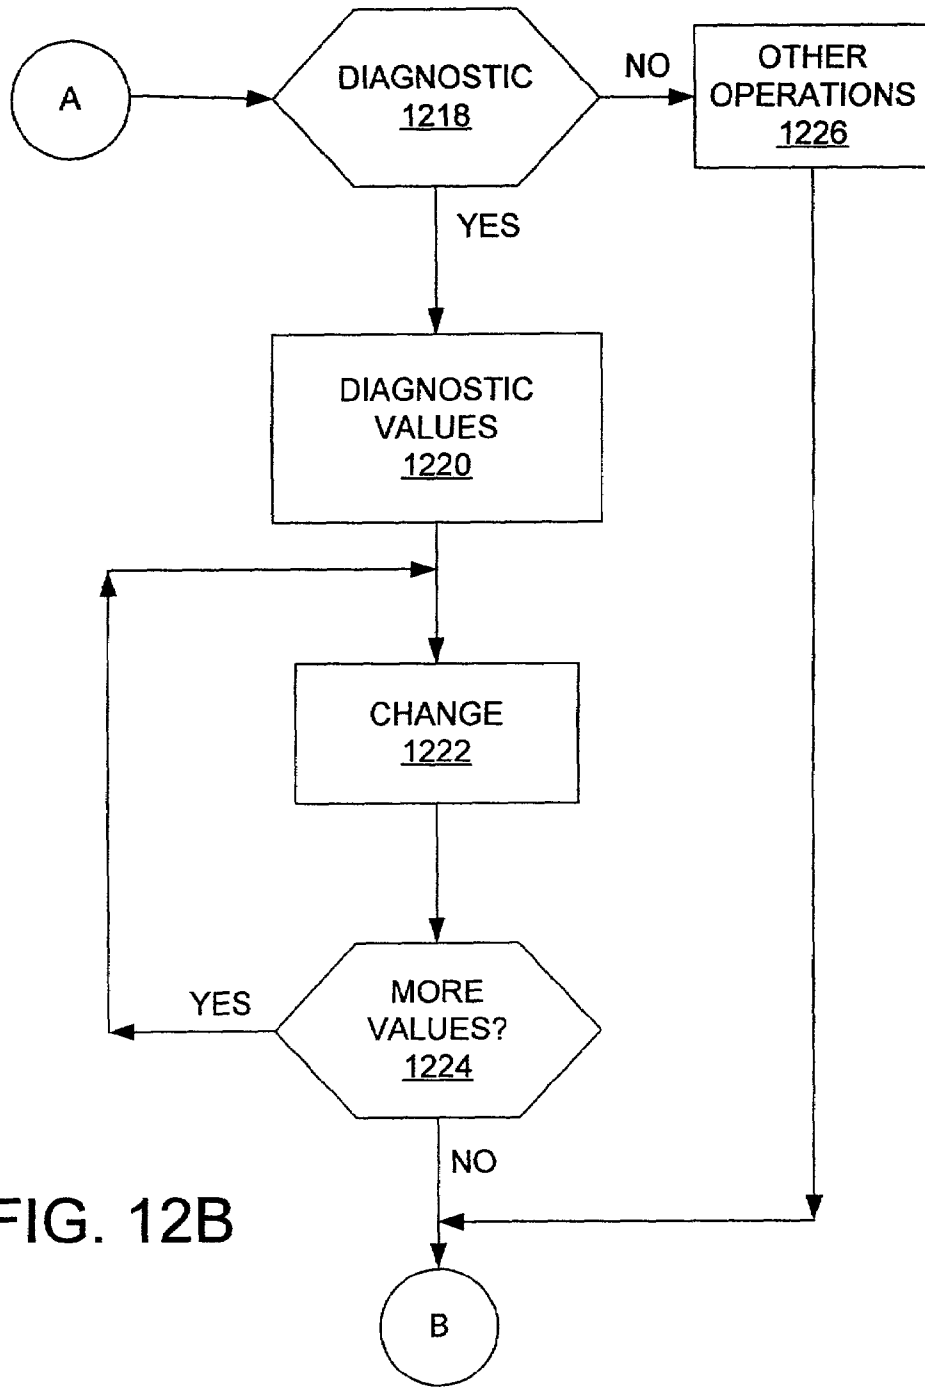 A
DIAGNOSTIC
1218
NO
OTHER
OPERATIONS
1226
YES
DIAGNOSTIC
VALUES
1220
CHANGE
1222
YES
MORE
VALUES?
1224
NO
FIG. 12B
B